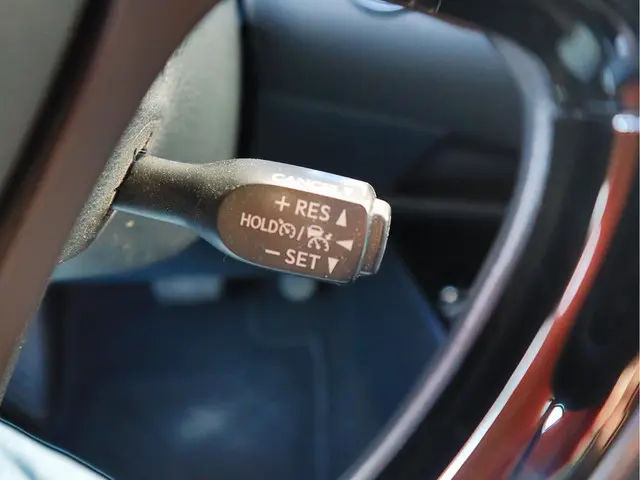 CANCEL
+ RES ▲
HOLD / ◀
− SET ▼